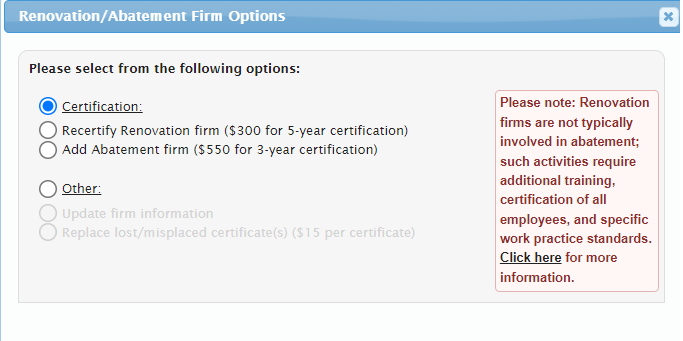 Renovation/Abatement Firm Options
Please select from the following options:
Certification:
Recertify Renovation firm ($300 for 5-year certification)
Add Abatement firm ($550 for 3-year certification)
Other:
Update firm information
Replace lost/misplaced certificate(s) ($15 per certificate)
Please note: Renovation
firms are not typically
involved in abatement;
such activities require
additional training,
certification of all
employees, and specific
work practice standards.
Click here for more
information.